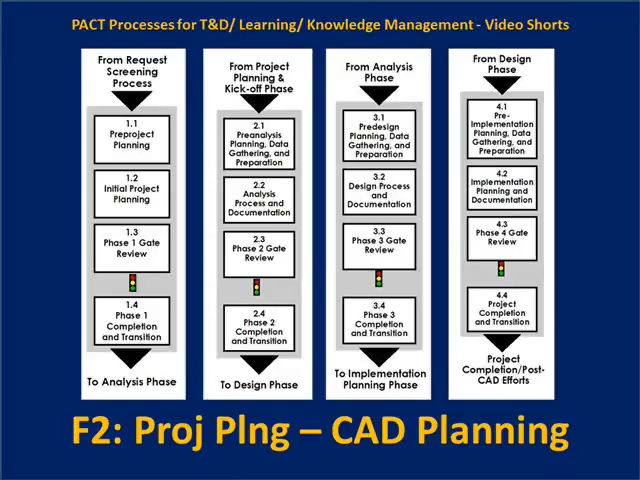 PACT Processes for T&D/ Learning/ Knowledge Management - Video Shorts
From Request
Screening
Process
1.1
Preproject
Planning
1.2
Initial Project
Planning
1.3
Phase 1 Gate
Review
1.4
Phase 1
Completion
and Transition
To Analysis Phase
From Project
Planning &
Kick-off Phase
2.1
Preanalysis
Planning, Data
Gathering, and
Preparation
2.2
Analysis
Process and
Documentation
2.3
Phase 2 Gate
Review
2.4
Phase 2
Completion
and Transition
To Design Phase
From Analysis
Phase
3.1
Predesign
Planning, Data
Gathering, and
Preparation
3.2
Design Process
and
Documentation
3.3
Phase 3 Gate
Review
3.4
Phase 3
Completion
and Transition
To Implementation
Planning Phase
From Design
Phase
4.1
Pre-
Implementation
Planning, Data
Gathering, and
Preparation
4.2
Implementation
Planning and
Documentation
4.3
Phase 4 Gate
Review
4.4
Project
Completion
and Transition
Project
Completion/Post-
CAD Efforts
F2: Proj Plng – CAD Planning